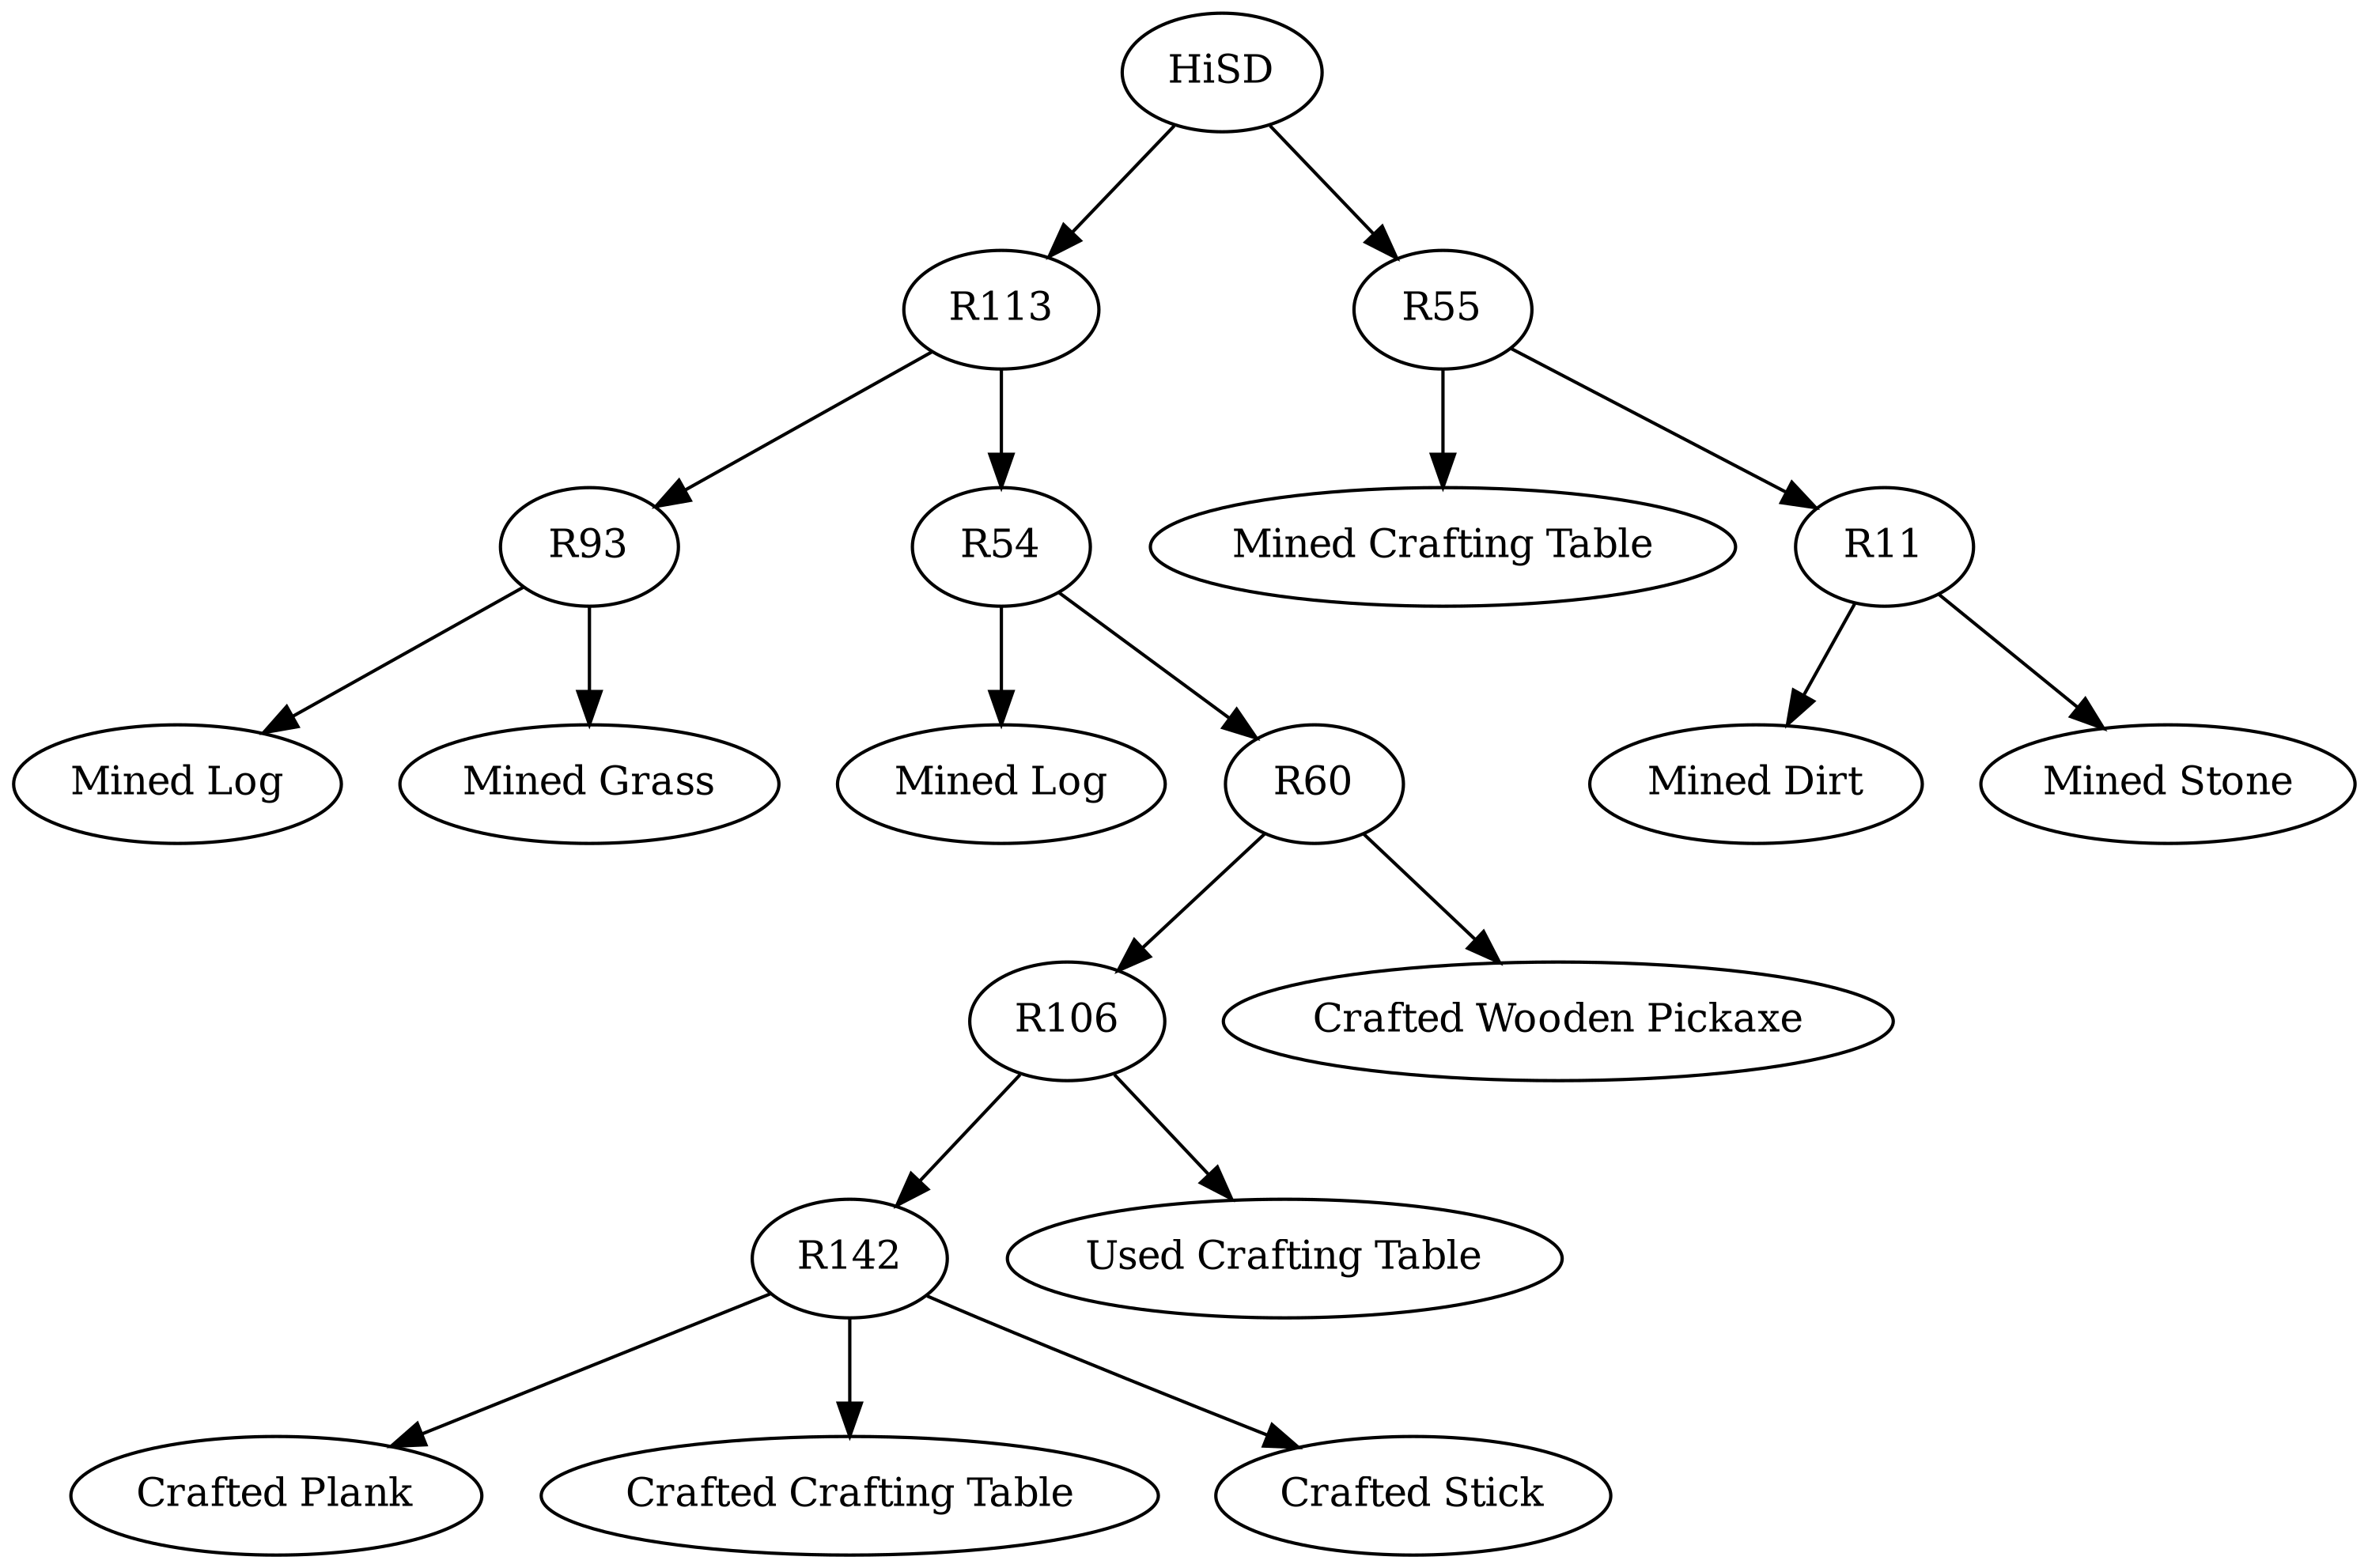 HiSD
R113
R55
R93
R54
Mined Crafting Table
R11
Mined Log
Mined Grass
Mined Log
R60
Mined Dirt
Mined Stone
R106
Crafted Wooden Pickaxe
R142
Used Crafting Table
Crafted Plank
Crafted Crafting Table
Crafted Stick